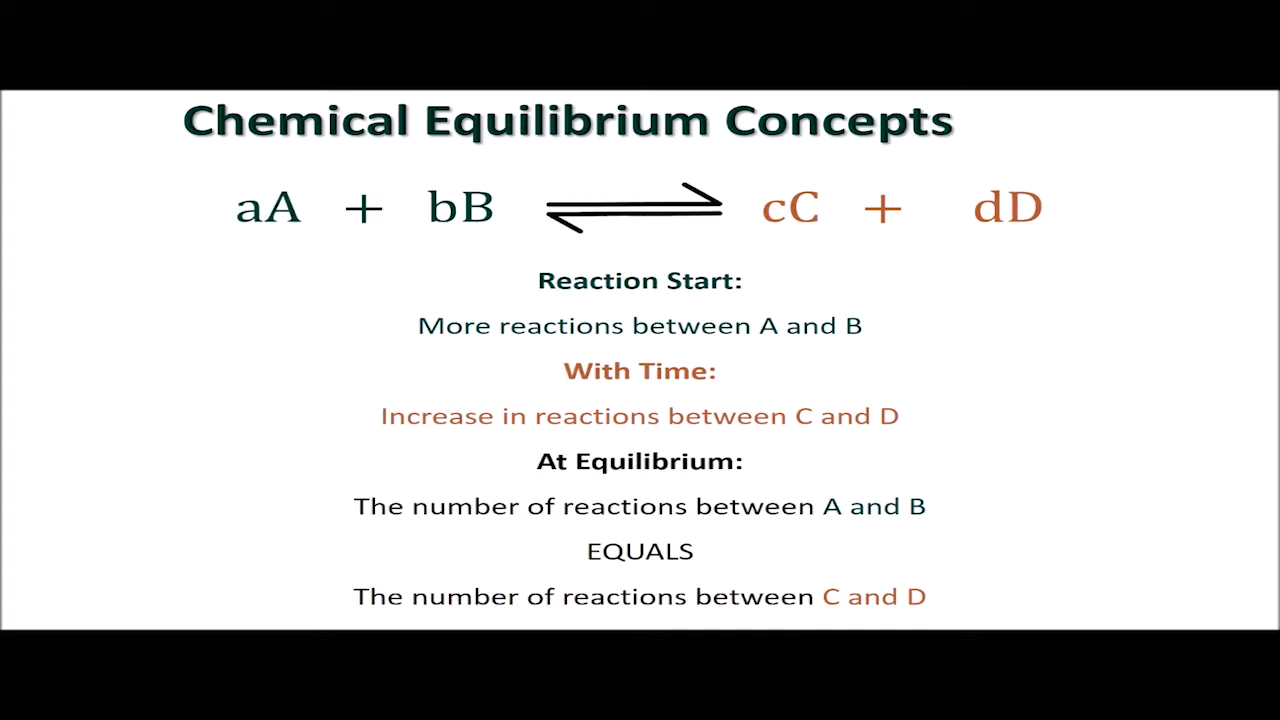 Chemical Equilibrium Concepts
aA + bB ⇌ cC + dD
Reaction Start:
More reactions between A and B
With Time:
Increase in reactions between C and D
At Equilibrium:
The number of reactions between A and B
EQUALS
The number of reactions between C and D